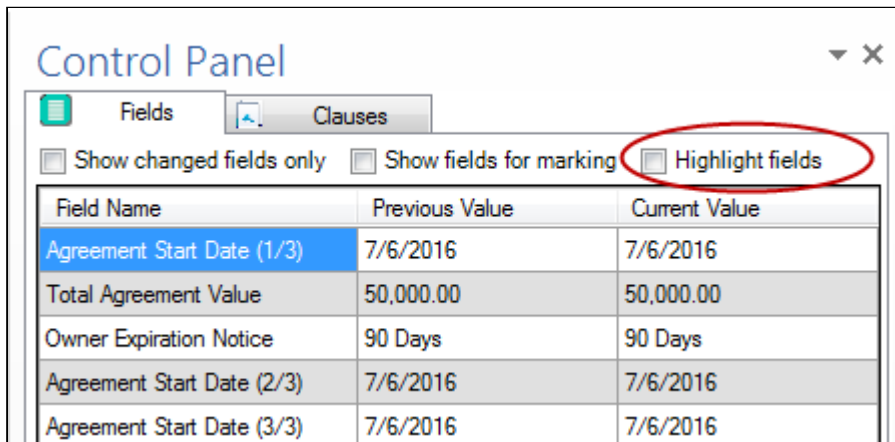 Control Panel
Fields Clauses
Show changed fields only Show fields for marking Highlight fields
Field Name Previous Value Current Value
Agreement Start Date (1/3) 7/6/2016 7/6/2016
Total Agreement Value 50,000.00 50,000.00
Owner Expiration Notice 90 Days 90 Days
Agreement Start Date (2/3) 7/6/2016 7/6/2016
Agreement Start Date (3/3) 7/6/2016 7/6/2016